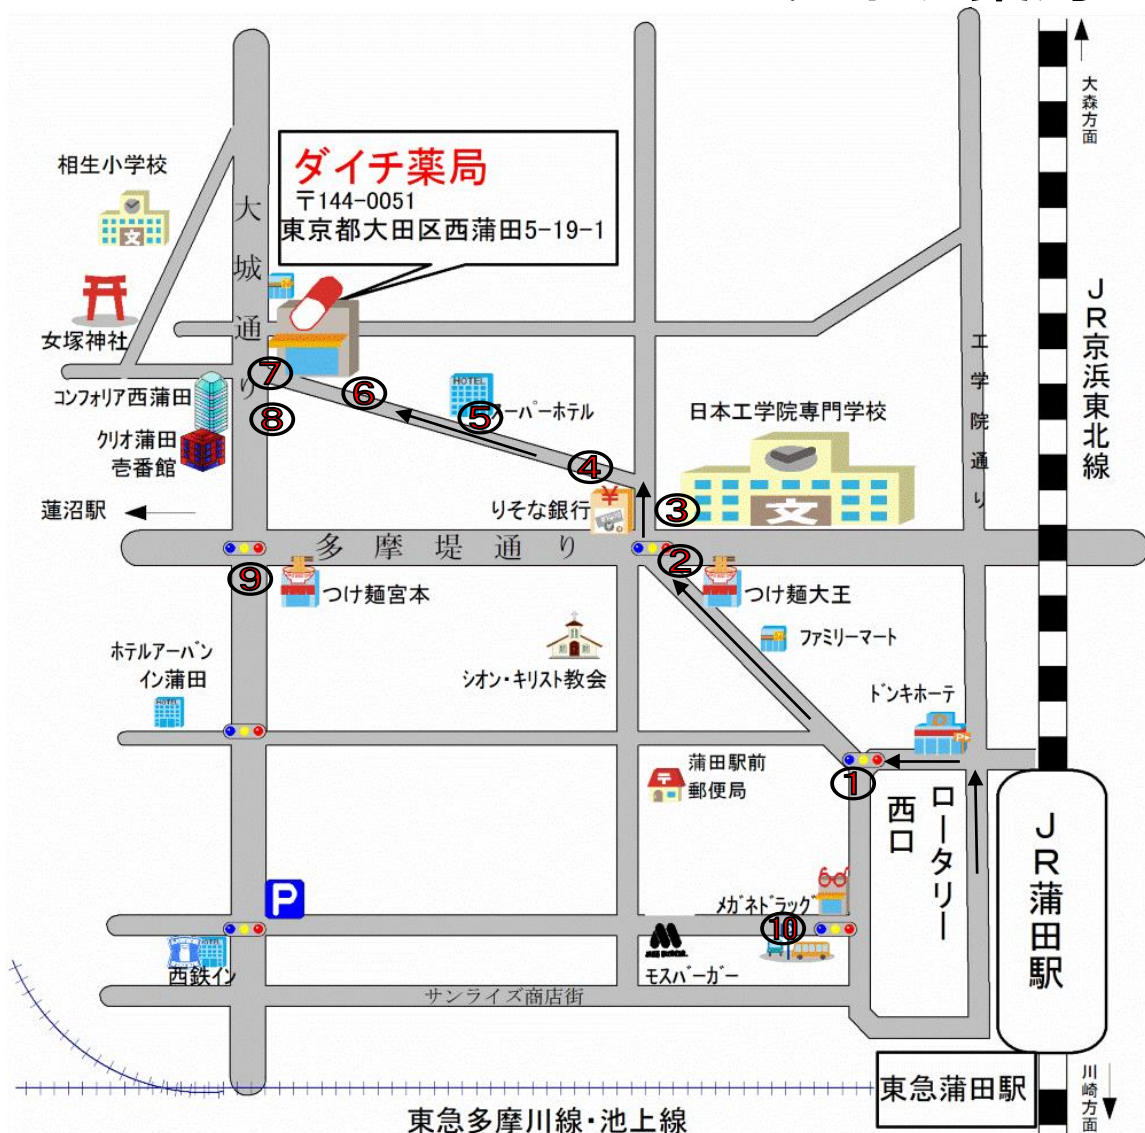 大森方面
相生小学校
ダイチ薬局
〒144-0051
東京都大田区西蒲田5-19-1
大城通り
文
女塚神社
JR京浜東北線
工学院通り
コンフォリア西蒲田
⑦
⑥
HOTEL
⑤
スーパーホテル
日本工学院専門学校
⑧
クリオ蒲田
壱番館
④
文
蓮沼駅
りそな銀行
¥
③
多摩堤通り
②
⑨
つけ麺宮本
つけ麺大王
ファミリーマート
ホテルアーバン
イン蒲田
HOTEL
シオン・キリスト教会
ドンキホーテ
D
P
①
〒
蒲田駅前
郵便局
西口
ロータリー
JR蒲田駅
P
メガネドラッグ
⑩
HOTEL
西鉄イン
モスバーガー
サンライズ商店街
東急蒲田駅
川崎方面
東急多摩川線・池上線